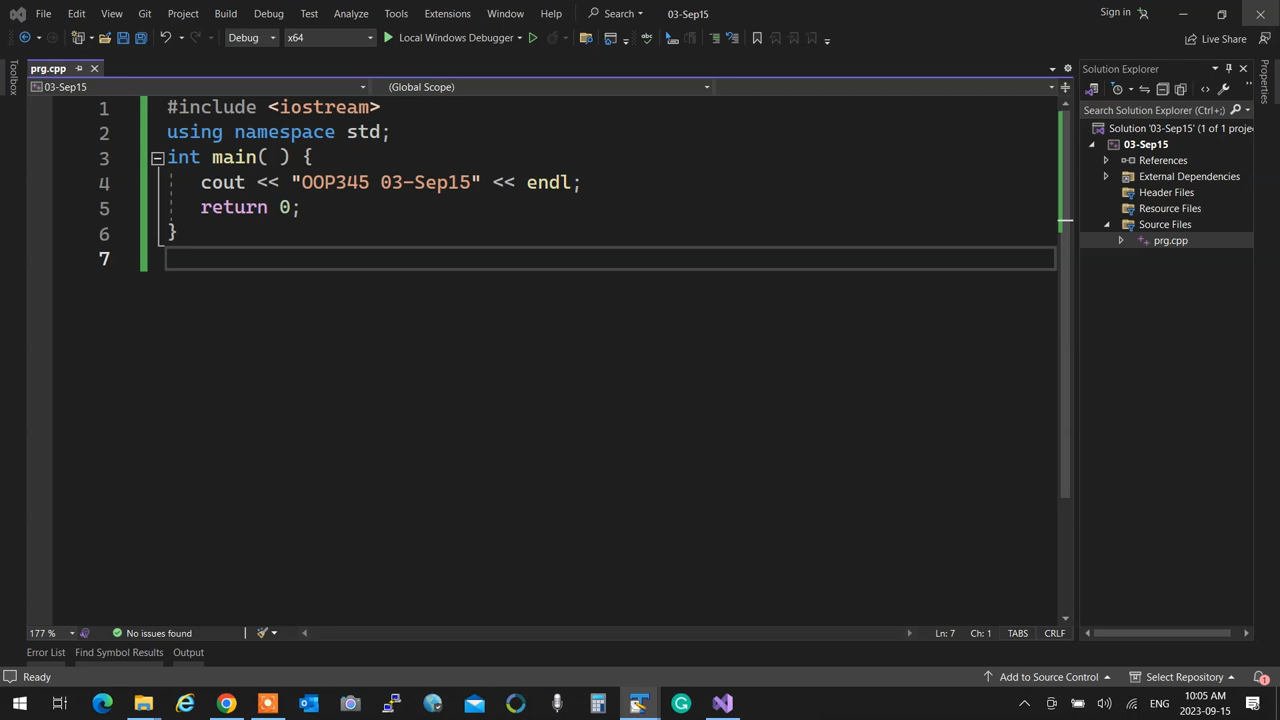 File Edit View Git Project Build Debug Test Analyze Tools Extensions Window Help Search 03-Sep15 Sign in
Debug x64 Local Windows Debugger Live Share
Toolbox
prg.cpp
03-Sep15 (Global Scope)
1 #include <iostream>
2 using namespace std;
3 int main( ) {
4 cout << "OOP345 03-Sep15" << endl;
5 return 0;
6 }
7
177 % No issues found Ln: 7 Ch: 1 TABS CRLF
Solution Explorer
Search Solution Explorer (Ctrl+;)
Solution '03-Sep15' (1 of 1 proje
03-Sep15
References
External Dependencies
Header Files
Resource Files
Source Files
prg.cpp
Properties
Error List Find Symbol Results Output
Ready Add to Source Control Select Repository 1
ENG 10:05 AM
2023-09-15